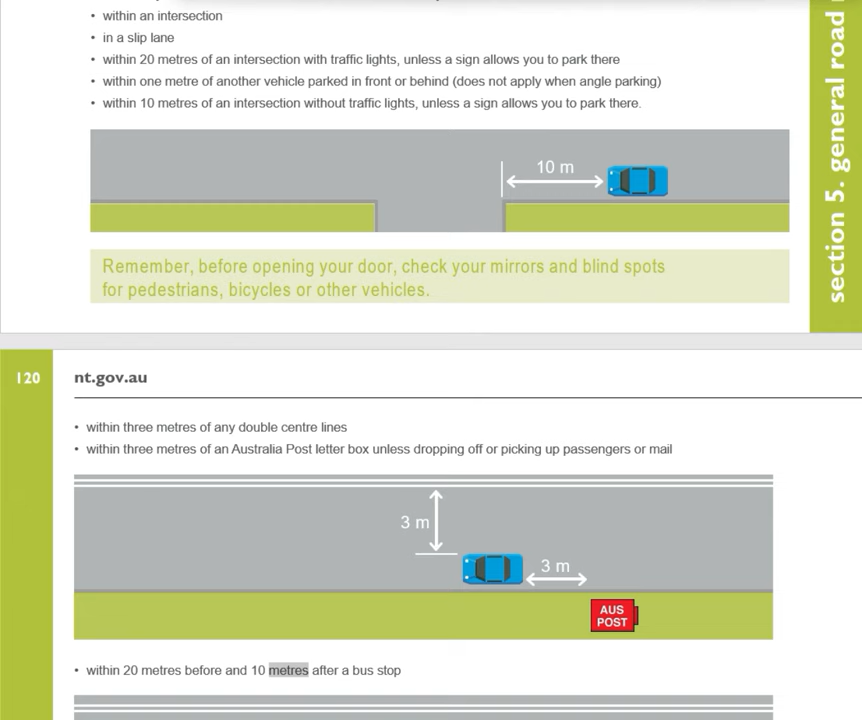 • within an intersection
• in a slip lane
• within 20 metres of an intersection with traffic lights, unless a sign allows you to park there
• within one metre of another vehicle parked in front or behind (does not apply when angle parking)
• within 10 metres of an intersection without traffic lights, unless a sign allows you to park there.
10 m
Remember, before opening your door, check your mirrors and blind spots
for pedestrians, bicycles or other vehicles.
section 5. general road
120
nt.gov.au
• within three metres of any double centre lines
• within three metres of an Australia Post letter box unless dropping off or picking up passengers or mail
3 m
3 m
AUS
POST
• within 20 metres before and 10 metres after a bus stop